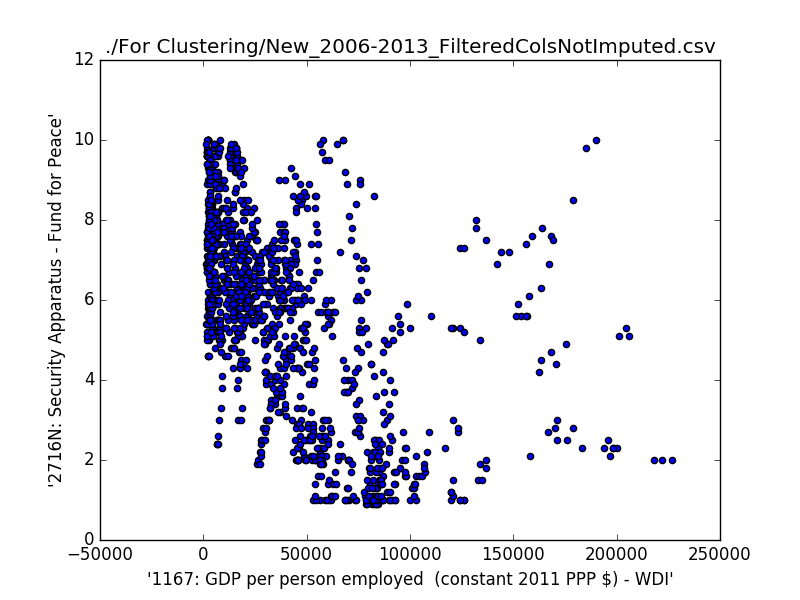 ./For Clustering/New_2006-2013_FilteredColsNotImputed.csv
12
10
8
6
4
2
0
'2716N: Security Apparatus - Fund for Peace'
−50000 0 50000 100000 150000 200000 250000
'1167: GDP per person employed  (constant 2011 PPP $) - WDI'